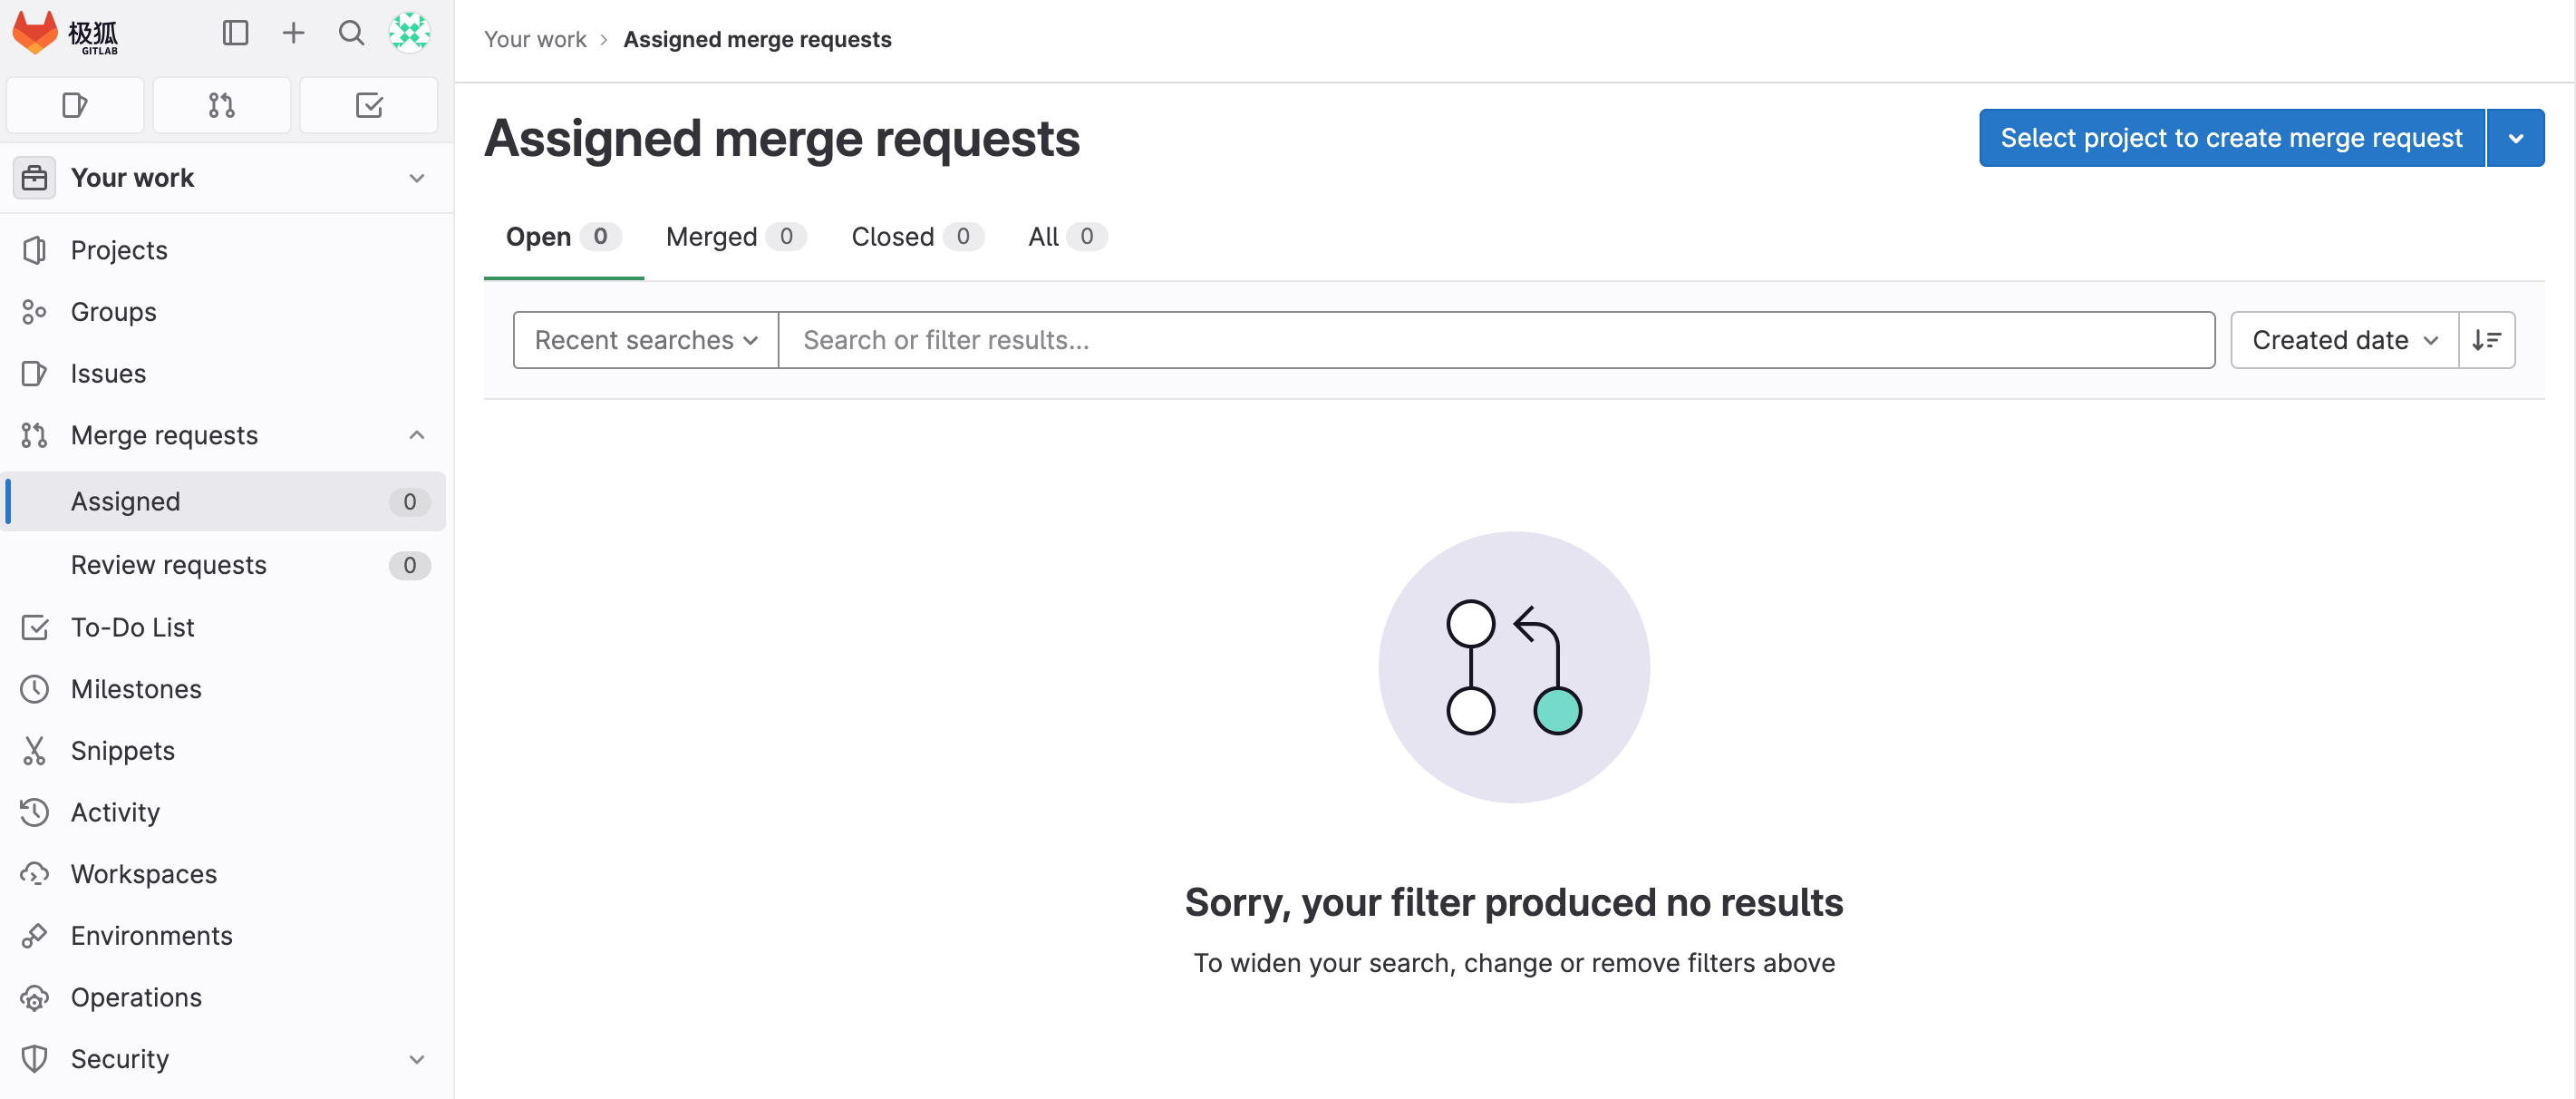 极狐
GITLAB
Your work
Projects
Groups
Issues
Merge requests
Assigned 0
Review requests 0
To-Do List
Milestones
Snippets
Activity
Workspaces
Environments
Operations
Security
Your work › Assigned merge requests
Assigned merge requests
Select project to create merge request
Open 0 Merged 0 Closed 0 All 0
Recent searches Search or filter results... Created date
Sorry, your filter produced no results
To widen your search, change or remove filters above